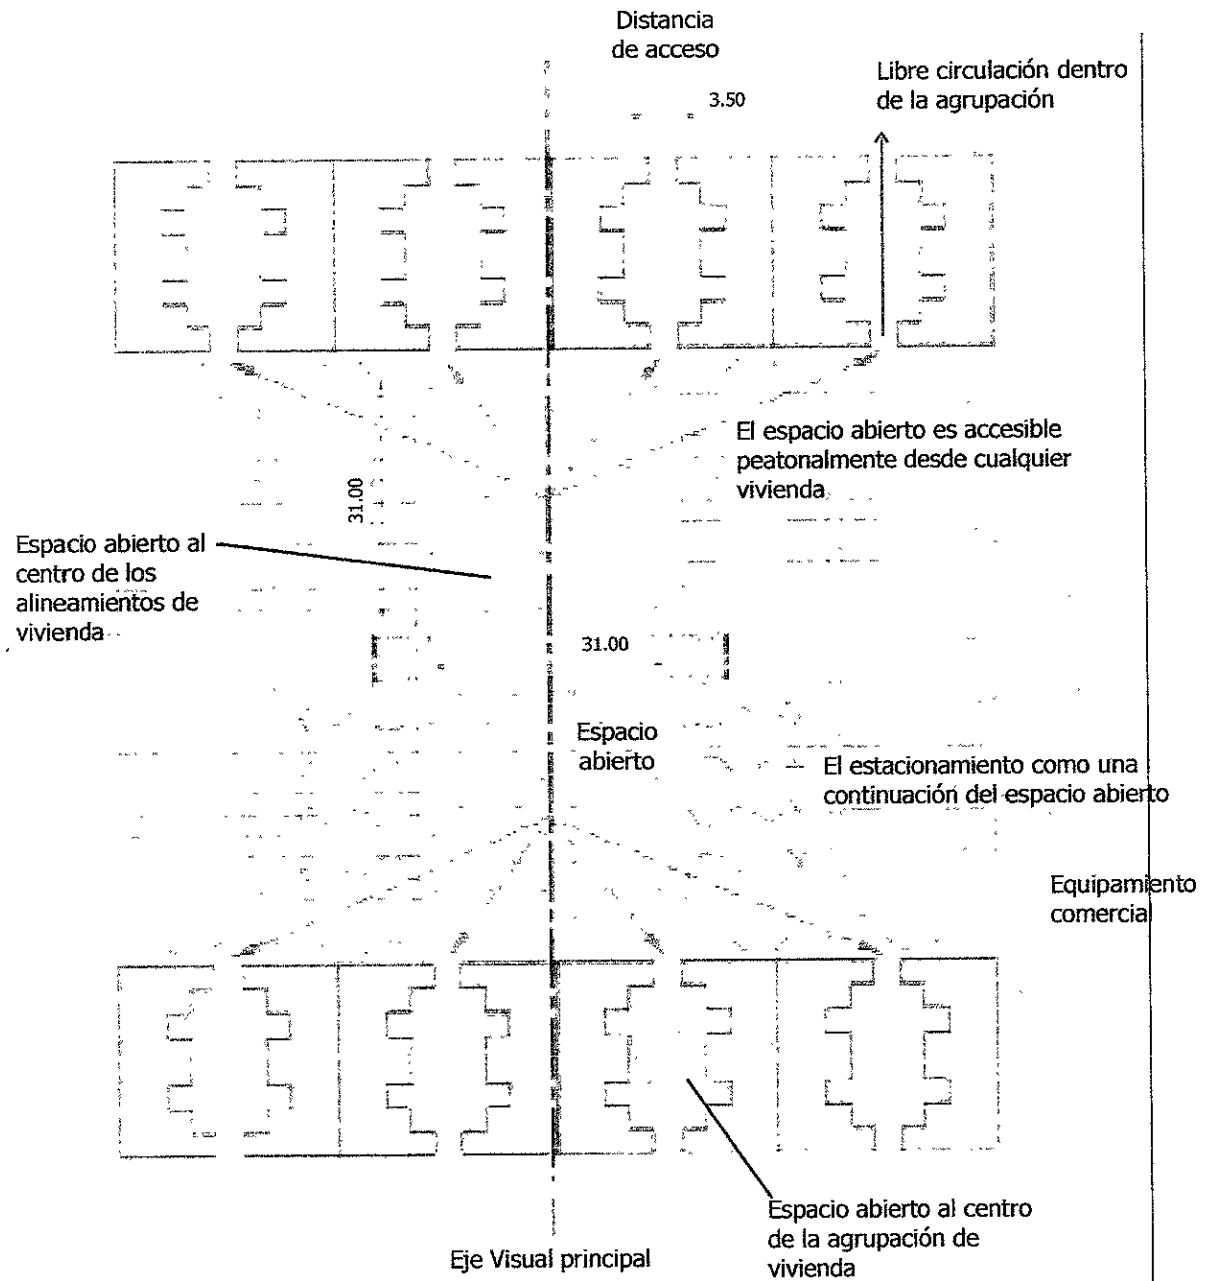 Distancia
de acceso
3.50
Libre circulación dentro
de la agrupación
El espacio abierto es accesible
peatonalmente desde cualquier
vivienda
31.00
Espacio abierto al
centro de los
alineamientos de
vivienda
31.00
Espacio
abierto
El estacionamiento como una
continuación del espacio abierto
Equipamiento
comercial
Espacio abierto al centro
de la agrupación de
vivienda
Eje Visual principal